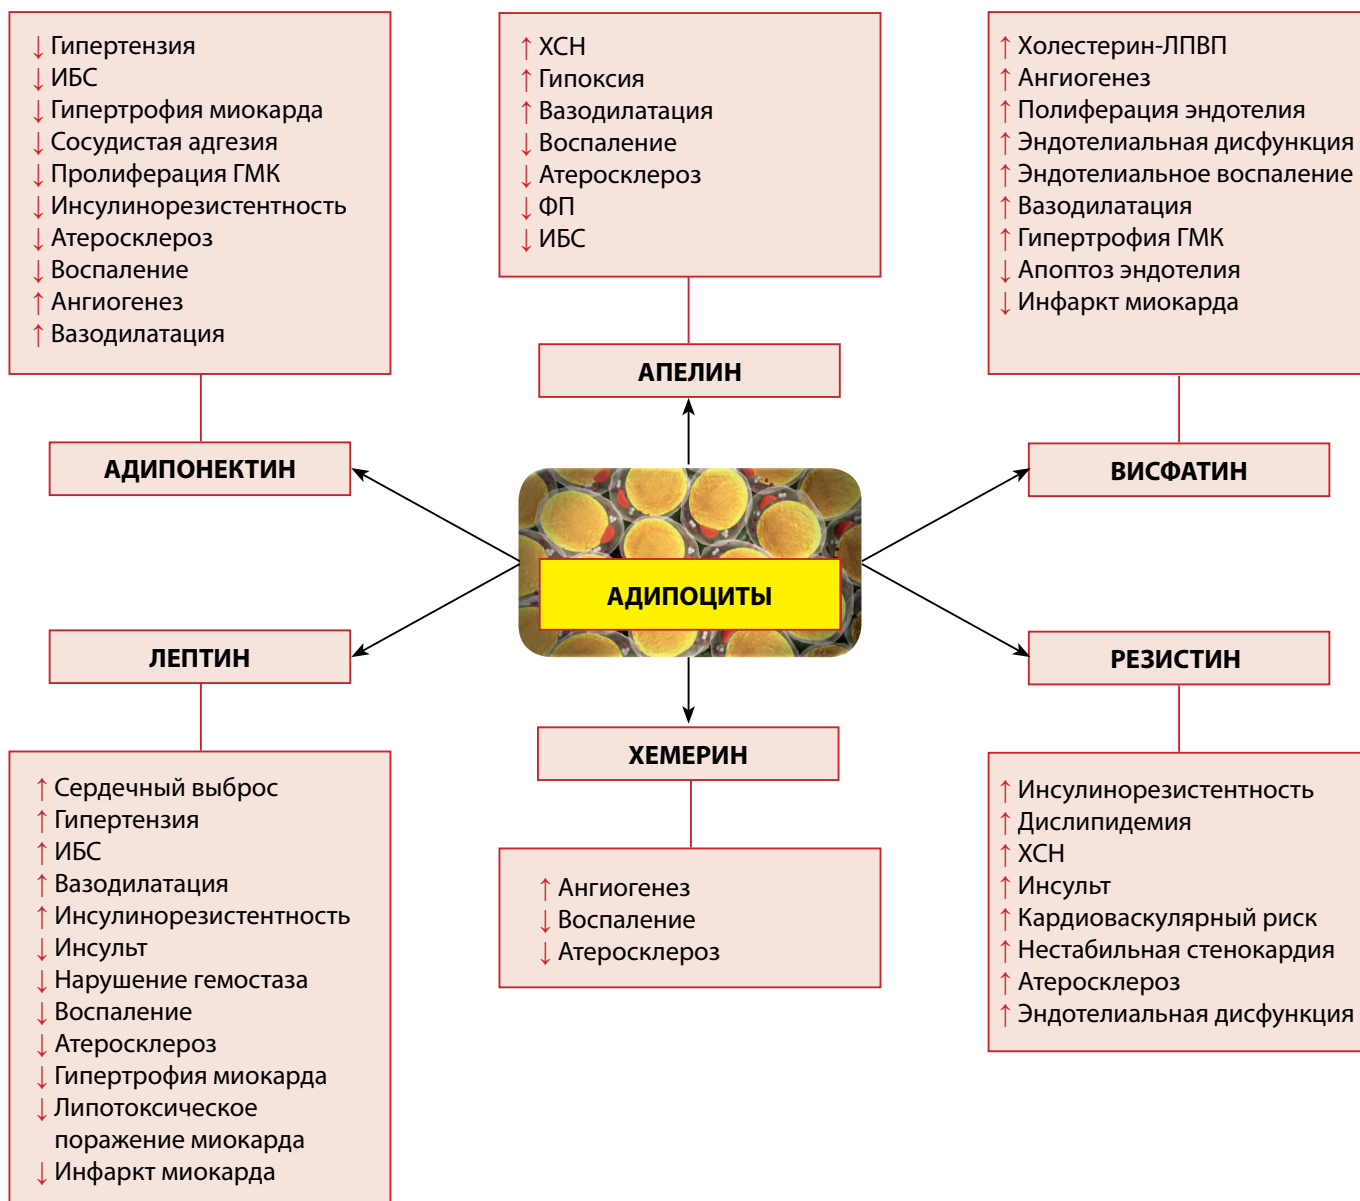 ↓ Гипертензия
↓ ИБС
↓ Гипертрофия миокарда
↓ Сосудистая адгезия
↓ Пролиферация ГМК
↓ Инсулинорезистентность
↓ Атеросклероз
↓ Воспаление
↑ Ангиогенез
↑ Вазодилатация
АДИПОНЕКТИН
↑ ХСН
↑ Гипоксия
↑ Вазодилатация
↓ Воспаление
↓ Атеросклероз
↓ ФП
↓ ИБС
АПЕЛИН
↑ Холестерин-ЛПВП
↑ Ангиогенез
↑ Полиферация эндотелия
↑ Эндотелиальная дисфункция
↑ Эндотелиальное воспаление
↑ Вазодилатация
↑ Гипертрофия ГМК
↓ Апоптоз эндотелия
↓ Инфаркт миокарда
ВИСФАТИН
АДИПОЦИТЫ
ЛЕПТИН
↑ Сердечный выброс
↑ Гипертензия
↑ ИБС
↑ Вазодилатация
↑ Инсулинорезистентность
↓ Инсульт
↓ Нарушение гемостаза
↓ Воспаление
↓ Атеросклероз
↓ Гипертрофия миокарда
↓ Липотоксическое
поражение миокарда
↓ Инфаркт миокарда
ХЕМЕРИН
↑ Ангиогенез
↓ Воспаление
↓ Атеросклероз
РЕЗИСТИН
↑ Инсулинорезистентность
↑ Дислипидемия
↑ ХСН
↑ Инсульт
↑ Кардиоваскулярный риск
↑ Нестабильная стенокардия
↑ Атеросклероз
↑ Эндотелиальная дисфункция